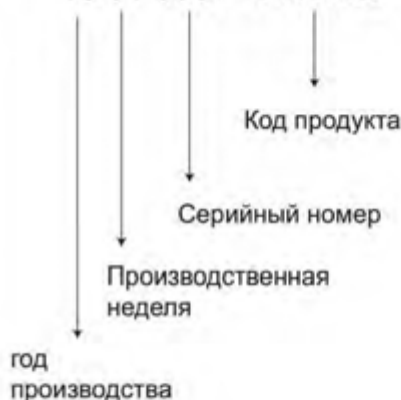 Код продукта
Серийный номер
Производственная
неделя
год
производства